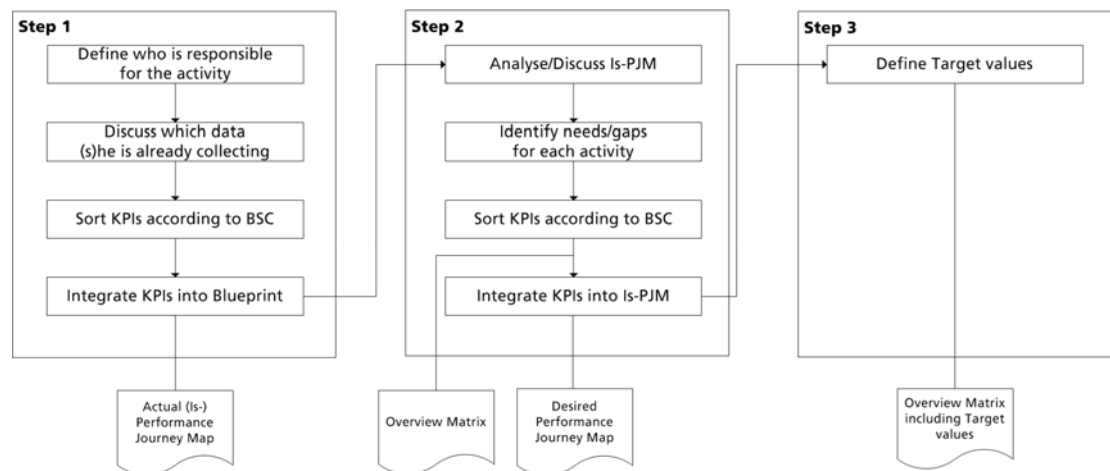 Step 1
Define who is responsible
for the activity
Discuss which data
(s)he is already collecting
Sort KPIs according to BSC
Integrate KPIs into Blueprint
Actual (Is-)
Performance
Journey Map
Step 2
Analyse/Discuss Is-PJM
Identify needs/gaps
for each activity
Sort KPIs according to BSC
Integrate KPIs into Is-PJM
Overview Matrix
Desired
Performance
Journey Map
Step 3
Define Target values
Overview Matrix
including Target
values